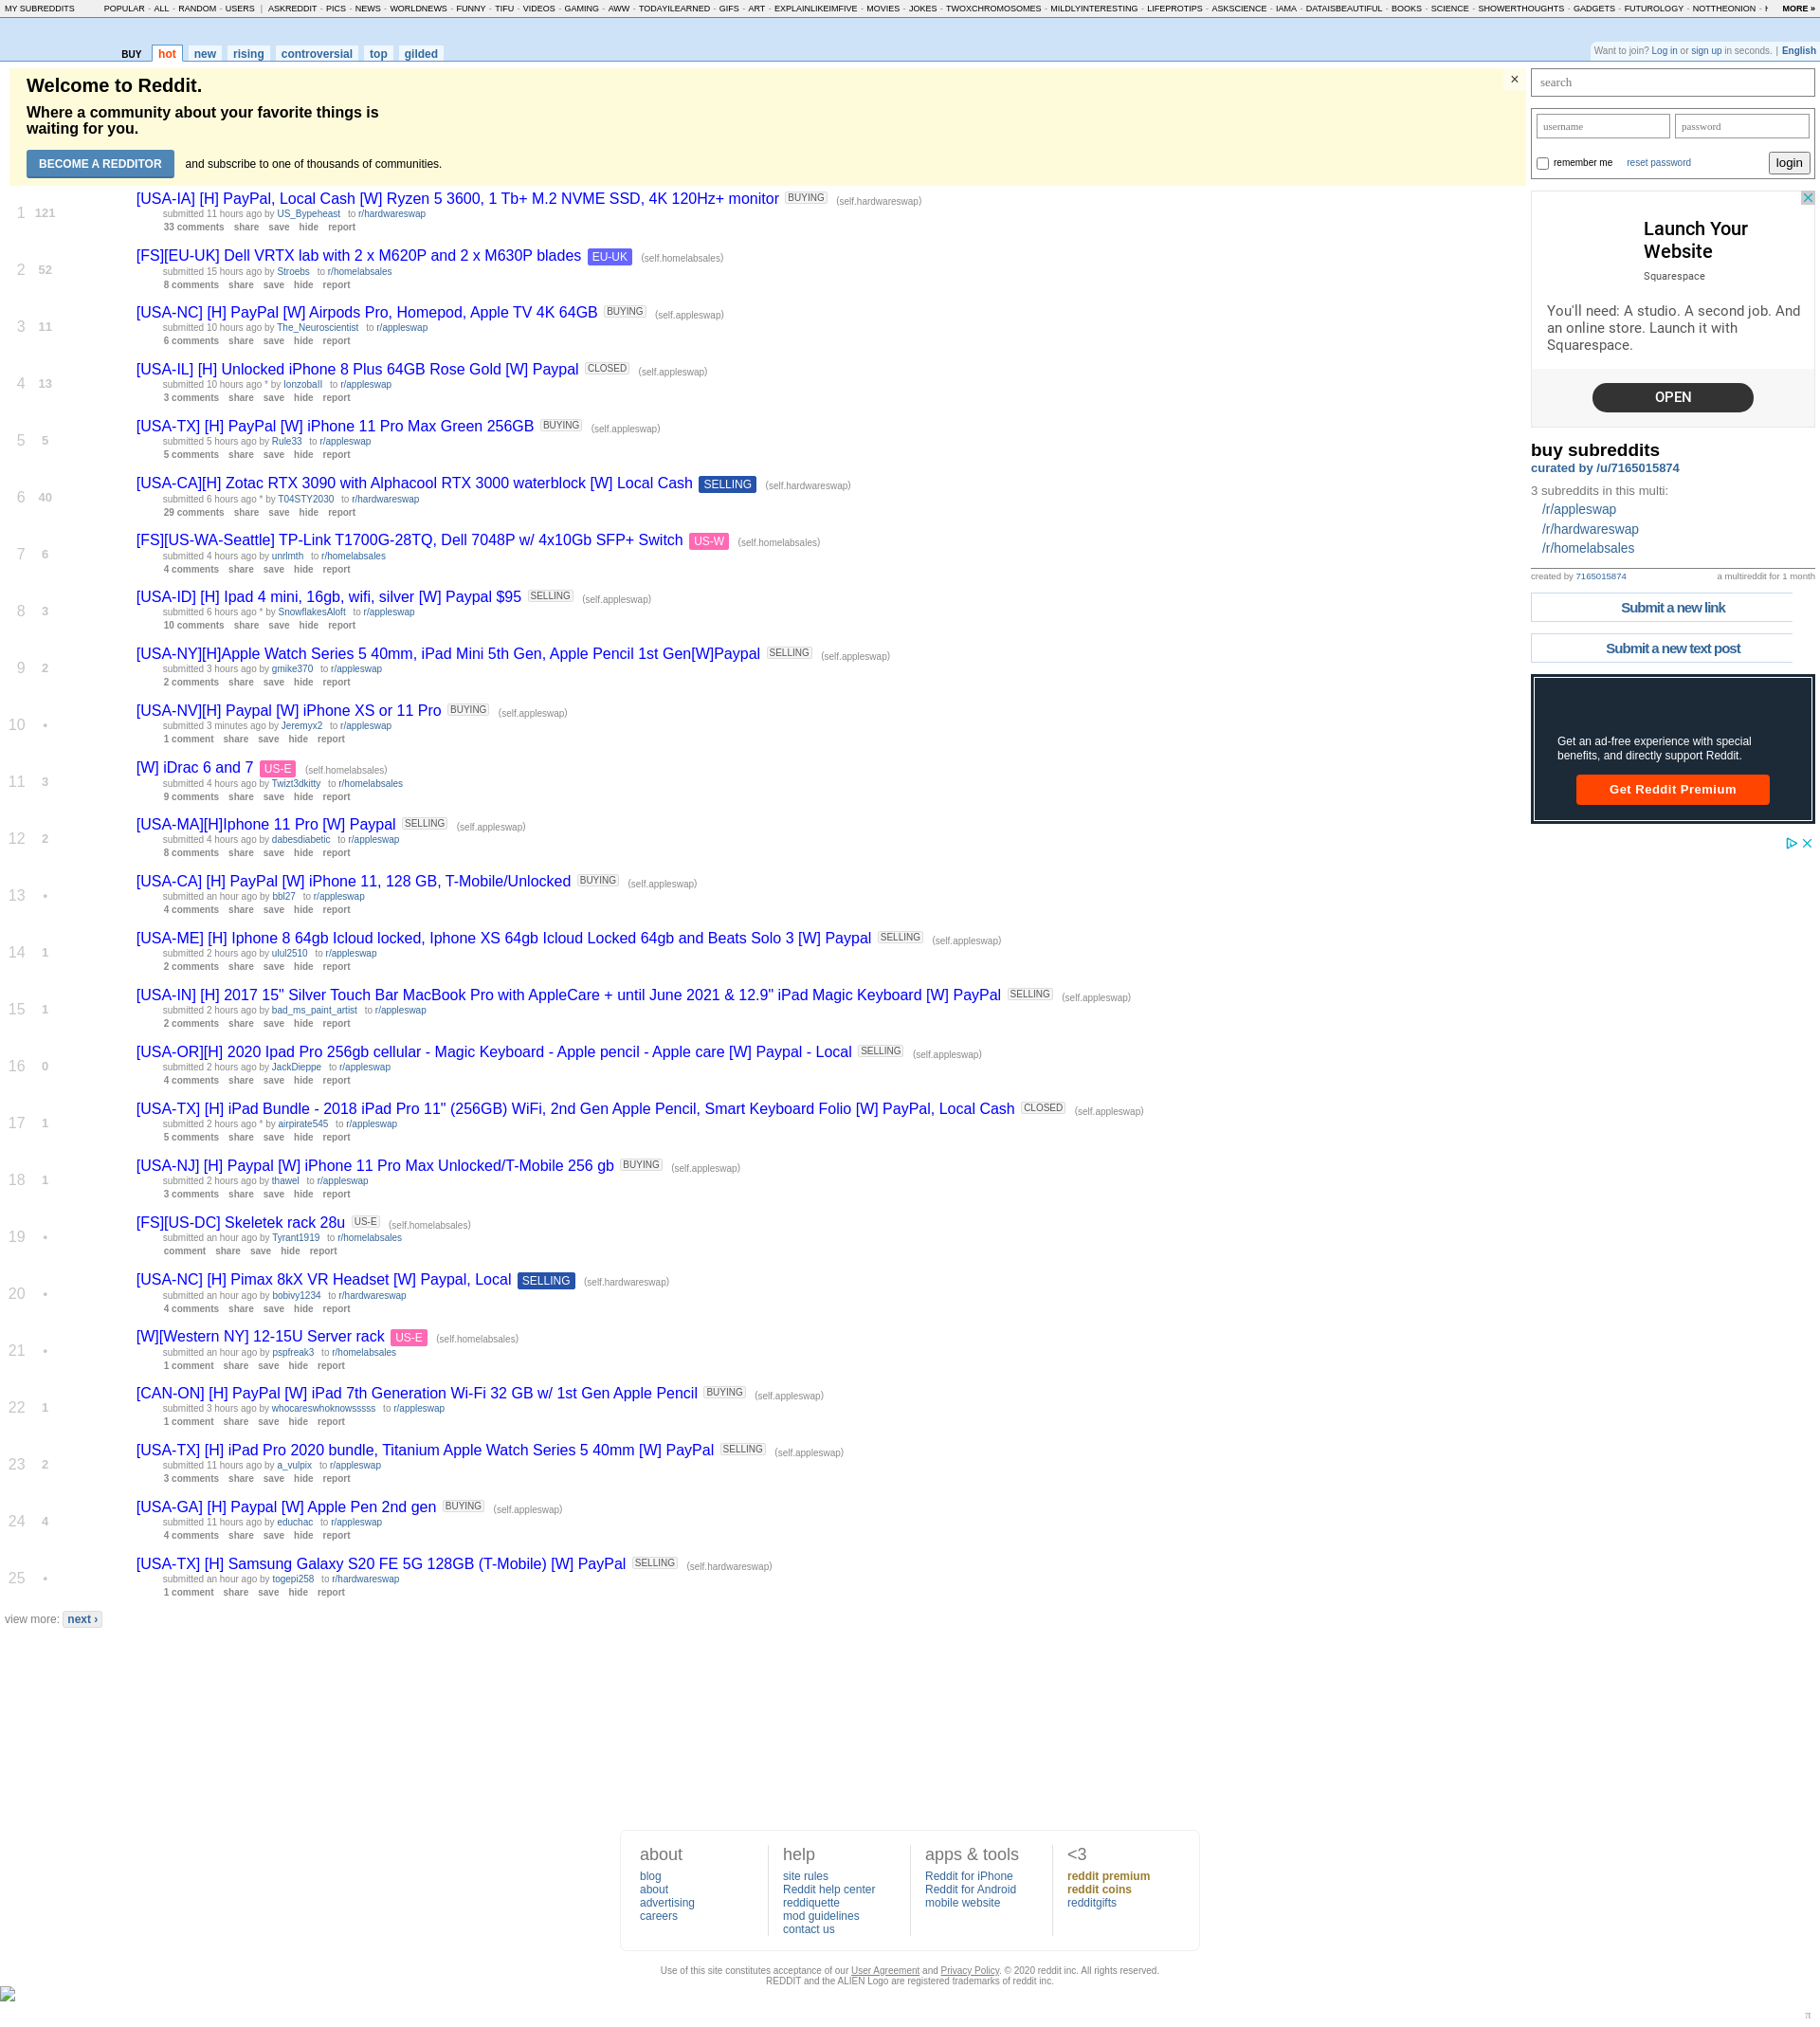 MY SUBREDDITS POPULAR - ALL - RANDOM - USERS | ASKREDDIT - PICS - NEWS - WORLDNEWS - FUNNY - TIFU - VIDEOS - GAMING - AWW - TODAYILEARNED - GIFS - ART - EXPLAINLIKEIMFIVE - MOVIES - JOKES - TWOXCHROMOSOMES - MILDLYINTERESTING - LIFEPROTIPS - ASKSCIENCE - IAMA - DATAISBEAUTIFUL - BOOKS - SCIENCE - SHOWERTHOUGHTS - GADGETS - FUTUROLOGY - NOTTHEONION - MORE »
BUY hot new rising controversial top gilded
Want to join? Log in or sign up in seconds. | English
Welcome to Reddit.
Where a community about your favorite things is
waiting for you.
BECOME A REDDITOR and subscribe to one of thousands of communities.
×
1 121 [USA-IA] [H] PayPal, Local Cash [W] Ryzen 5 3600, 1 Tb+ M.2 NVME SSD, 4K 120Hz+ monitor BUYING (self.hardwareswap)
submitted 11 hours ago by US_Bypeheast to r/hardwareswap
33 comments share save hide report
2 52 [FS][EU-UK] Dell VRTX lab with 2 x M620P and 2 x M630P blades EU-UK (self.homelabsales)
submitted 15 hours ago by Stroebs to r/homelabsales
8 comments share save hide report
3 11 [USA-NC] [H] PayPal [W] Airpods Pro, Homepod, Apple TV 4K 64GB BUYING (self.appleswap)
submitted 10 hours ago by The_Neuroscientist to r/appleswap
6 comments share save hide report
4 13 [USA-IL] [H] Unlocked iPhone 8 Plus 64GB Rose Gold [W] Paypal CLOSED (self.appleswap)
submitted 10 hours ago * by lonzoball to r/appleswap
3 comments share save hide report
5 5 [USA-TX] [H] PayPal [W] iPhone 11 Pro Max Green 256GB BUYING (self.appleswap)
submitted 5 hours ago by Rule33 to r/appleswap
5 comments share save hide report
6 40 [USA-CA][H] Zotac RTX 3090 with Alphacool RTX 3000 waterblock [W] Local Cash SELLING (self.hardwareswap)
submitted 6 hours ago * by T04STY2030 to r/hardwareswap
29 comments share save hide report
7 6 [FS][US-WA-Seattle] TP-Link T1700G-28TQ, Dell 7048P w/ 4x10Gb SFP+ Switch US-W (self.homelabsales)
submitted 4 hours ago by unrlmth to r/homelabsales
4 comments share save hide report
8 3 [USA-ID] [H] Ipad 4 mini, 16gb, wifi, silver [W] Paypal $95 SELLING (self.appleswap)
submitted 6 hours ago * by SnowflakesAloft to r/appleswap
10 comments share save hide report
9 2 [USA-NY][H]Apple Watch Series 5 40mm, iPad Mini 5th Gen, Apple Pencil 1st Gen[W]Paypal SELLING (self.appleswap)
submitted 3 hours ago by gmike370 to r/appleswap
2 comments share save hide report
10 • [USA-NV][H] Paypal [W] iPhone XS or 11 Pro BUYING (self.appleswap)
submitted 3 minutes ago by Jeremyx2 to r/appleswap
1 comment share save hide report
11 3 [W] iDrac 6 and 7 US-E (self.homelabsales)
submitted 4 hours ago by Twizt3dkitty to r/homelabsales
9 comments share save hide report
12 2 [USA-MA][H]Iphone 11 Pro [W] Paypal SELLING (self.appleswap)
submitted 4 hours ago by dabesdiabetic to r/appleswap
8 comments share save hide report
13 • [USA-CA] [H] PayPal [W] iPhone 11, 128 GB, T-Mobile/Unlocked BUYING (self.appleswap)
submitted an hour ago by bbl27 to r/appleswap
4 comments share save hide report
14 1 [USA-ME] [H] Iphone 8 64gb Icloud locked, Iphone XS 64gb Icloud Locked 64gb and Beats Solo 3 [W] Paypal SELLING (self.appleswap)
submitted 2 hours ago by ulul2510 to r/appleswap
2 comments share save hide report
15 1 [USA-IN] [H] 2017 15" Silver Touch Bar MacBook Pro with AppleCare + until June 2021 & 12.9" iPad Magic Keyboard [W] PayPal SELLING (self.appleswap)
submitted 2 hours ago by bad_ms_paint_artist to r/appleswap
2 comments share save hide report
16 0 [USA-OR][H] 2020 Ipad Pro 256gb cellular - Magic Keyboard - Apple pencil - Apple care [W] Paypal - Local SELLING (self.appleswap)
submitted 2 hours ago by JackDieppe to r/appleswap
4 comments share save hide report
17 1 [USA-TX] [H] iPad Bundle - 2018 iPad Pro 11" (256GB) WiFi, 2nd Gen Apple Pencil, Smart Keyboard Folio [W] PayPal, Local Cash CLOSED (self.appleswap)
submitted 2 hours ago * by airpirate545 to r/appleswap
5 comments share save hide report
18 1 [USA-NJ] [H] Paypal [W] iPhone 11 Pro Max Unlocked/T-Mobile 256 gb BUYING (self.appleswap)
submitted 2 hours ago by thawel to r/appleswap
3 comments share save hide report
19 • [FS][US-DC] Skeletek rack 28u US-E (self.homelabsales)
submitted an hour ago by Tyrant1919 to r/homelabsales
comment share save hide report
20 • [USA-NC] [H] Pimax 8kX VR Headset [W] Paypal, Local SELLING (self.hardwareswap)
submitted an hour ago by bobivy1234 to r/hardwareswap
4 comments share save hide report
21 • [W][Western NY] 12-15U Server rack US-E (self.homelabsales)
submitted an hour ago by pspfreak3 to r/homelabsales
1 comment share save hide report
22 1 [CAN-ON] [H] PayPal [W] iPad 7th Generation Wi-Fi 32 GB w/ 1st Gen Apple Pencil BUYING (self.appleswap)
submitted 3 hours ago by whocareswhoknowsssss to r/appleswap
1 comment share save hide report
23 2 [USA-TX] [H] iPad Pro 2020 bundle, Titanium Apple Watch Series 5 40mm [W] PayPal SELLING (self.appleswap)
submitted 11 hours ago by a_vulpix to r/appleswap
3 comments share save hide report
24 4 [USA-GA] [H] Paypal [W] Apple Pen 2nd gen BUYING (self.appleswap)
submitted 11 hours ago by educhac to r/appleswap
4 comments share save hide report
25 • [USA-TX] [H] Samsung Galaxy S20 FE 5G 128GB (T-Mobile) [W] PayPal SELLING (self.hardwareswap)
submitted an hour ago by togepi258 to r/hardwareswap
1 comment share save hide report
view more: next ›
search
username password
remember me reset password login
Launch Your
Website
Squarespace
You'll need: A studio. A second job. And
an online store. Launch it with
Squarespace.
OPEN
buy subreddits
curated by /u/7165015874
3 subreddits in this multi:
/r/appleswap
/r/hardwareswap
/r/homelabsales
created by 7165015874 a multireddit for 1 month
Submit a new link
Submit a new text post
Get an ad-free experience with special
benefits, and directly support Reddit.
Get Reddit Premium
about
blog
about
advertising
careers
help
site rules
Reddit help center
reddiquette
mod guidelines
contact us
apps & tools
Reddit for iPhone
Reddit for Android
mobile website
<3
reddit premium
reddit coins
redditgifts
Use of this site constitutes acceptance of our User Agreement and Privacy Policy. © 2020 reddit inc. All rights reserved.
REDDIT and the ALIEN Logo are registered trademarks of reddit inc.
π